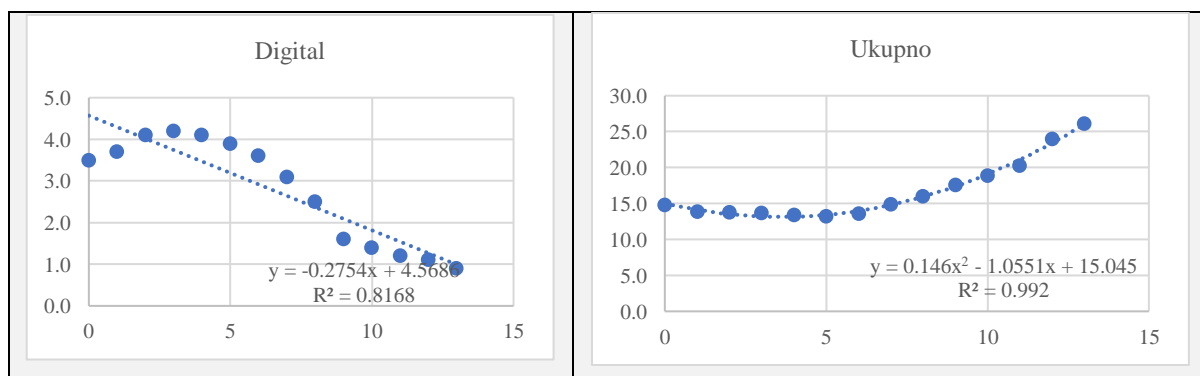 Digital
5.0
4.0
3.0
2.0
1.0
0.0
0 5 10 15
y = -0.2754x + 4.5686
R² = 0.8168
Ukupno
30.0
25.0
20.0
15.0
10.0
5.0
0.0
0 5 10 15
y = 0.146x² - 1.0551x + 15.045
R² = 0.992